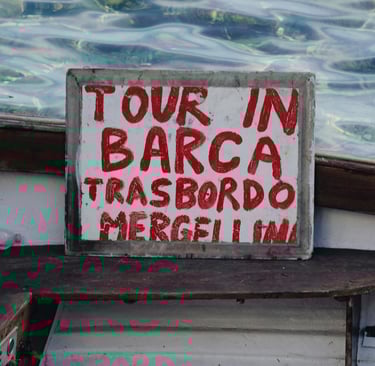 TOUR IN
BARCA
TRASBORDO
MERGELLINA